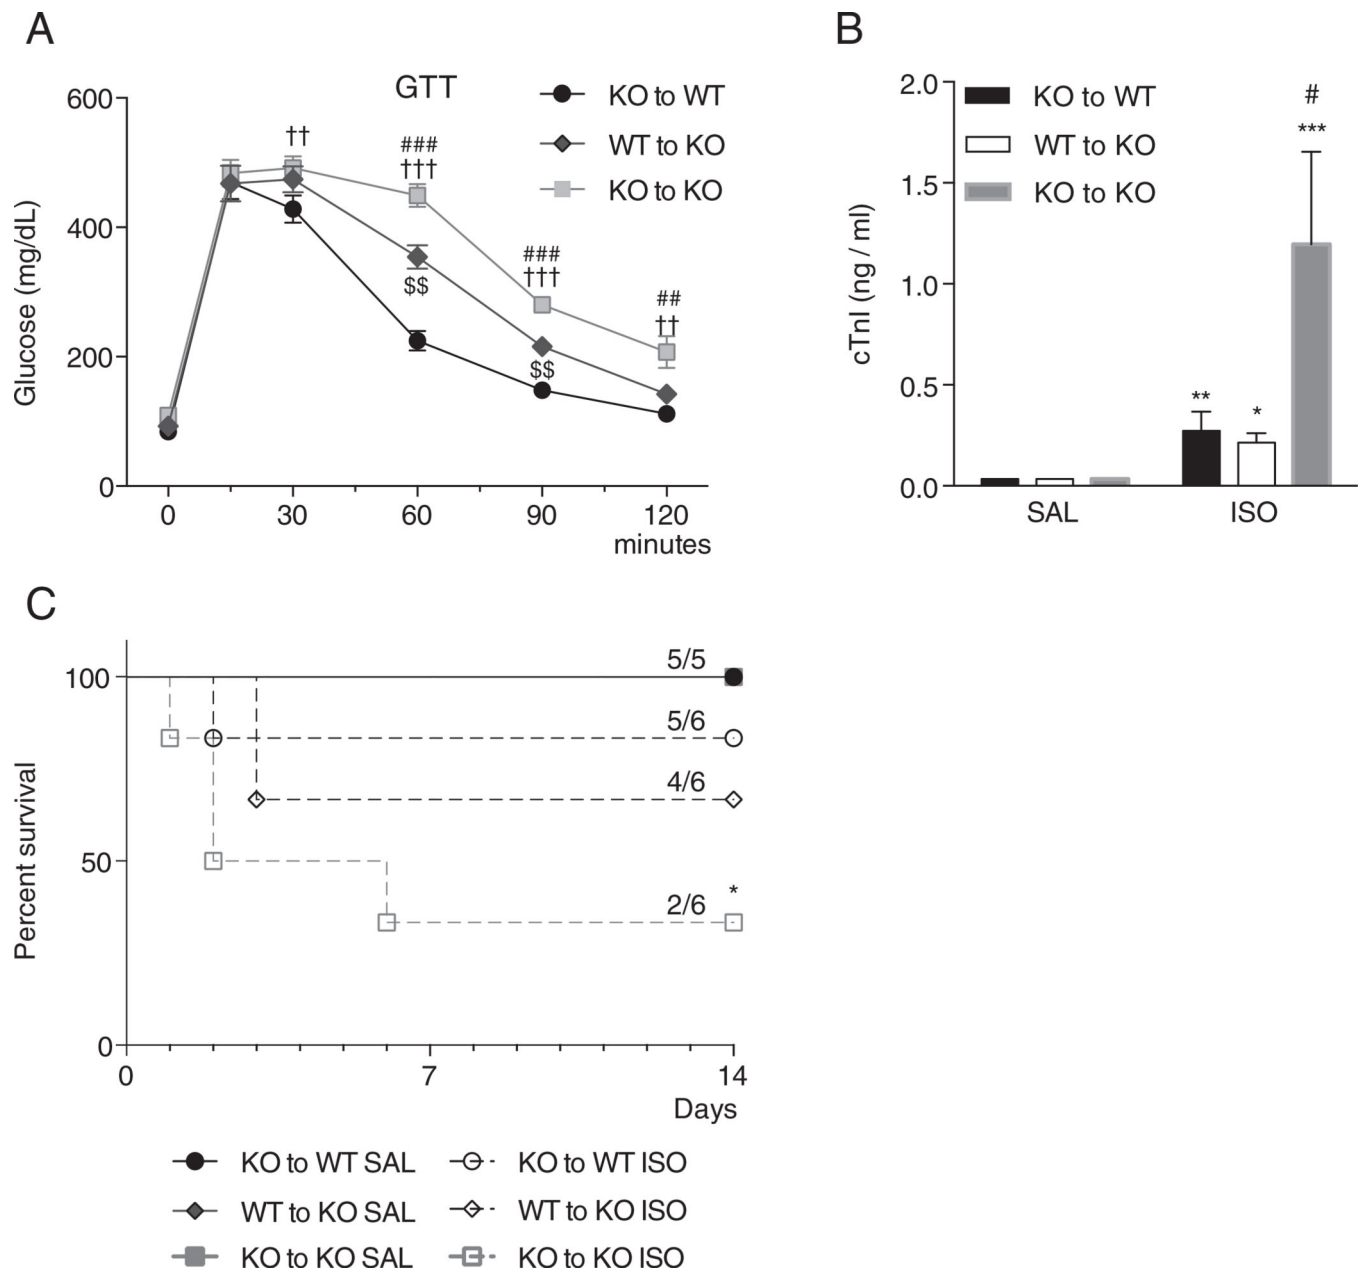 A
GTT
KO to WT
WT to KO
KO to KO
Glucose (mg/dL)
600
400
200
0
††
###
†††
$$
###
†††
$$
##
††
0 30 60 90 120
minutes
B
KO to WT
WT to KO
KO to KO
cTnI (ng / ml)
2.0
1.5
1.0
0.5
0.0
**
*
#
***
SAL ISO
C
Percent survival
100
50
0
5/5
5/6
4/6
2/6
*
0 7 14
Days
KO to WT SAL KO to WT ISO
WT to KO SAL WT to KO ISO
KO to KO SAL KO to KO ISO